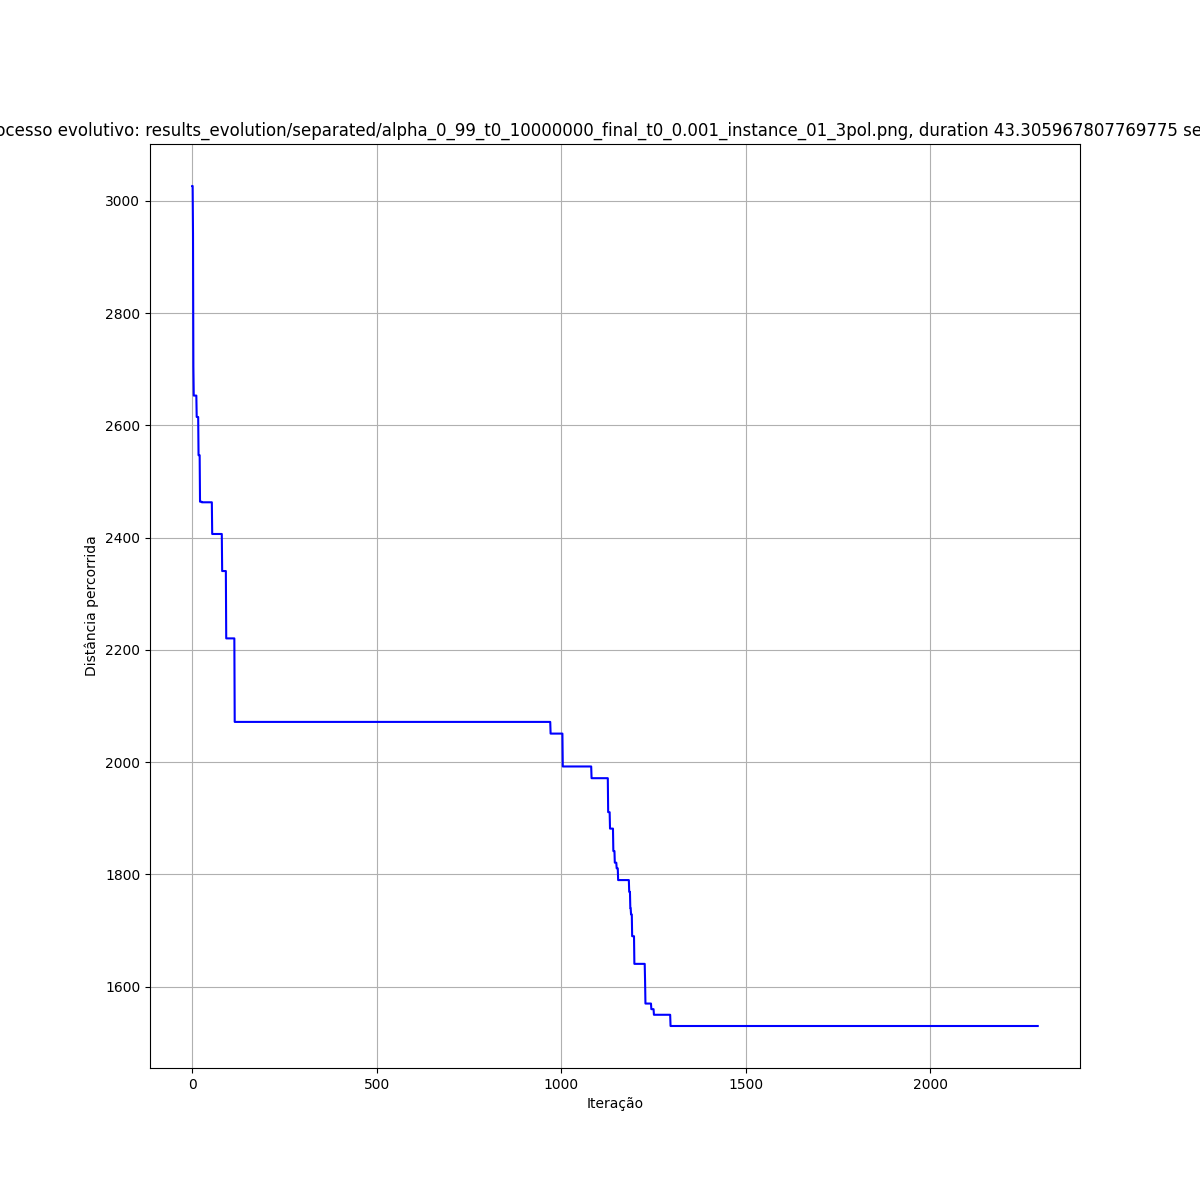 ocesso evolutivo: results_evolution/separated/alpha_0_99_t0_10000000_final_t0_0.001_instance_01_3pol.png, duration 43.305967807769775 se
3000
2800
2600
2400
2200
2000
1800
1600
Distância percorrida
0 500 1000 1500 2000
Iteração